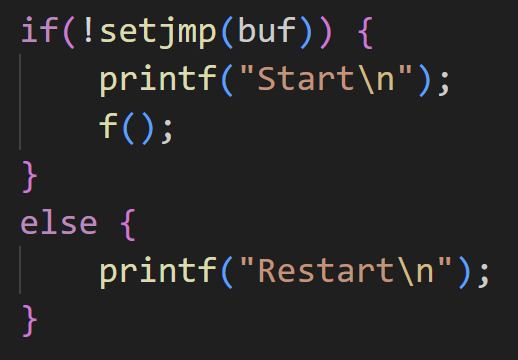 if(!setjmp(buf)) {
    printf("Start\n");
    f();
}
else {
    printf("Restart\n");
}